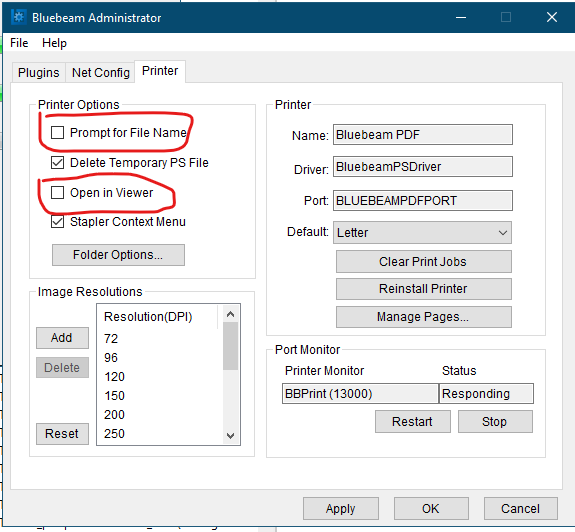 Bluebeam Administrator
File Help
Plugins Net Config Printer
Printer Options
Prompt for File Name
Delete Temporary PS File
Open in Viewer
Stapler Context Menu
Folder Options...
Image Resolutions
Resolution(DPI)
72
96
120
150
200
250
Add
Delete
Reset
Printer
Name: Bluebeam PDF
Driver: BluebeamPSDriver
Port: BLUEBEAMPDFPORT
Default: Letter
Clear Print Jobs
Reinstall Printer
Manage Pages...
Port Monitor
Printer Monitor Status
BBPrint (13000) Responding
Restart Stop
Apply OK Cancel